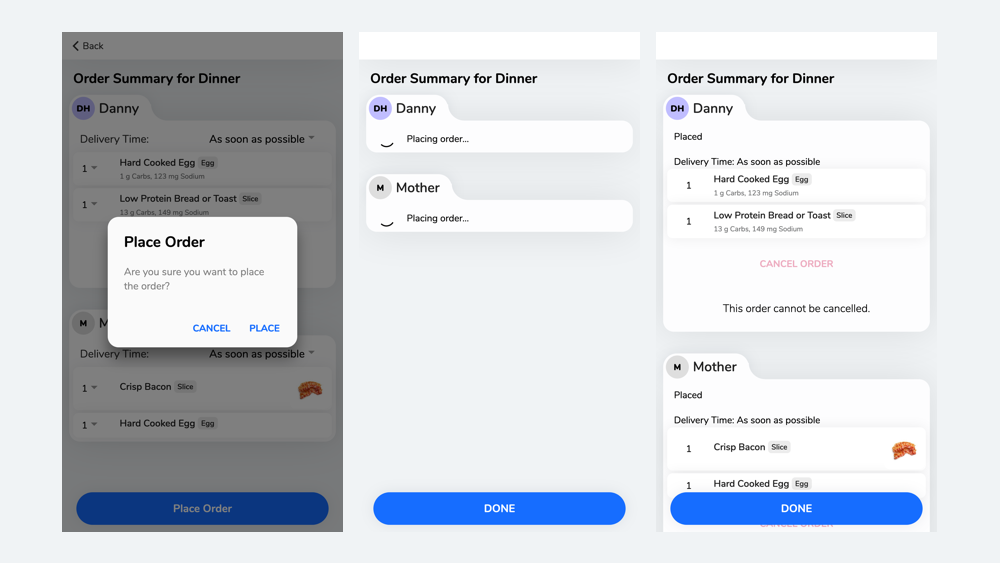 Back
Order Summary for Dinner
DH Danny
Delivery Time: As soon as possible
1 Hard Cooked Egg Egg
1 g Carbs, 123 mg Sodium
1 Low Protein Bread or Toast Slice
13 g Carbs, 149 mg Sodium
Place Order
Are you sure you want to place
the order?
CANCEL PLACE
M M
Delivery Time: As soon as possible
1 Crisp Bacon Slice
1 Hard Cooked Egg Egg
Place Order
Order Summary for Dinner
DH Danny
Placing order...
M Mother
Placing order...
DONE
Order Summary for Dinner
DH Danny
Placed
Delivery Time: As soon as possible
1 Hard Cooked Egg Egg
1 g Carbs, 123 mg Sodium
1 Low Protein Bread or Toast Slice
13 g Carbs, 149 mg Sodium
CANCEL ORDER
This order cannot be cancelled.
M Mother
Placed
Delivery Time: As soon as possible
1 Crisp Bacon Slice
1 Hard Cooked Egg Egg
DONE
CANCEL ORDER